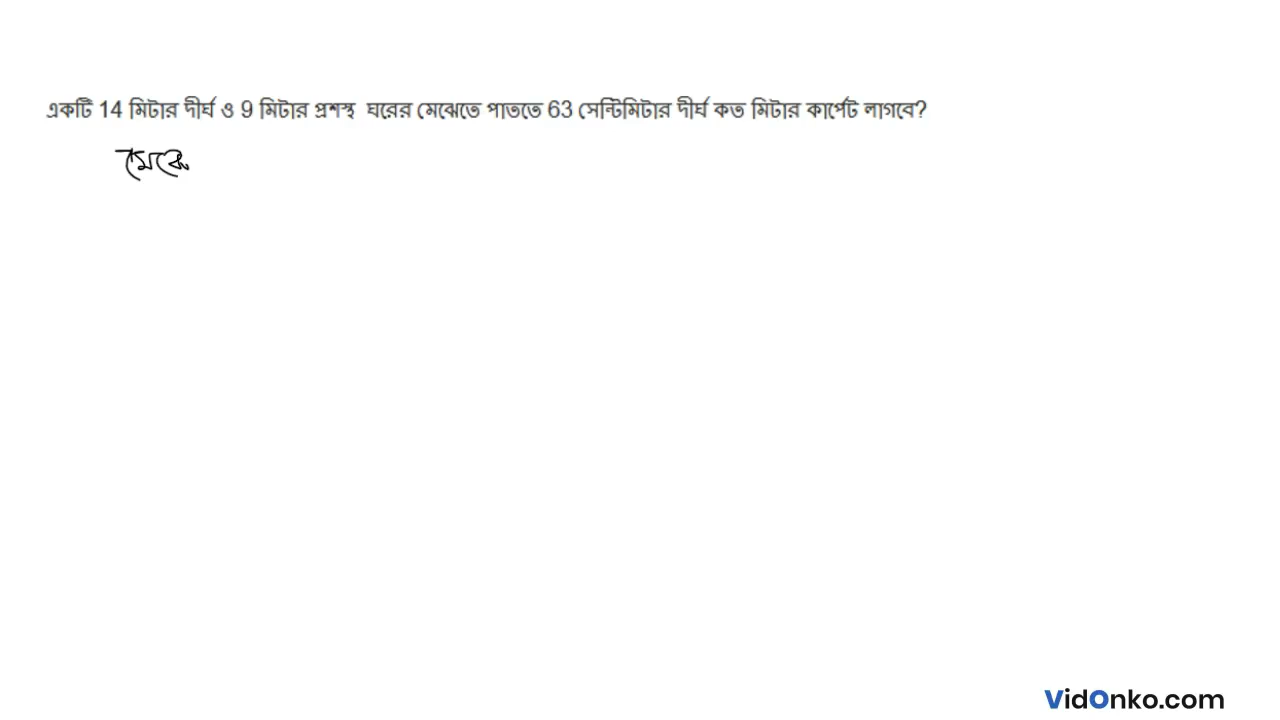 একটি 14 মিটার দীর্ঘ ও 9 মিটার প্রশস্থ ঘরের মেঝেতে পাততে 63 সেন্টিমিটার দীর্ঘ কত মিটার কার্পেট লাগবে?
মেঝে
VidOnko.com